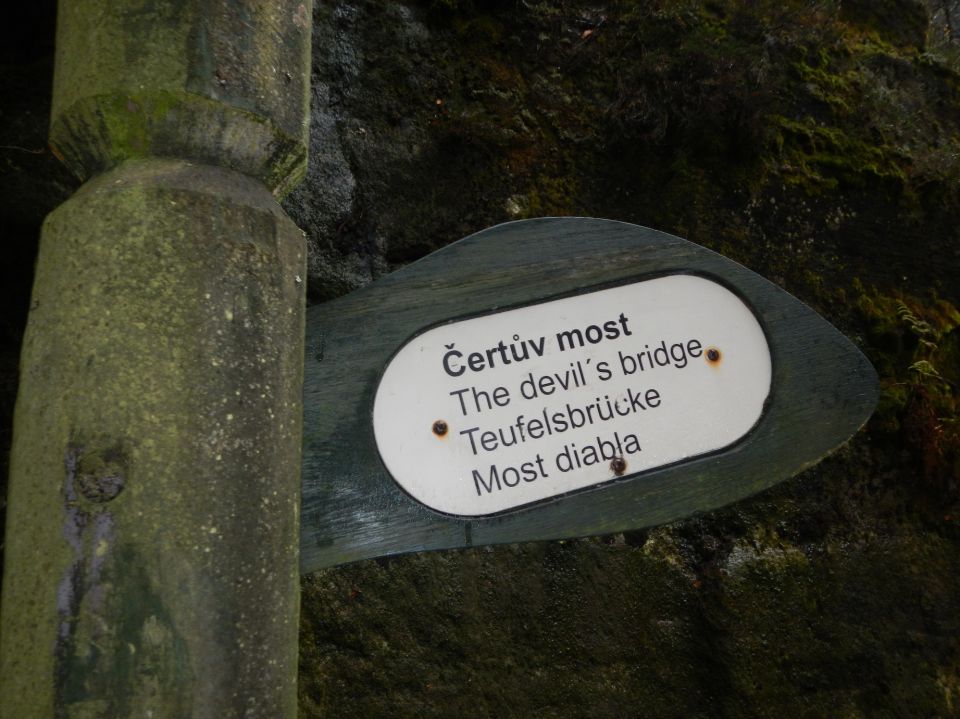 Čertův most
The devil´s bridge
Teufelsbrücke
Most diabła